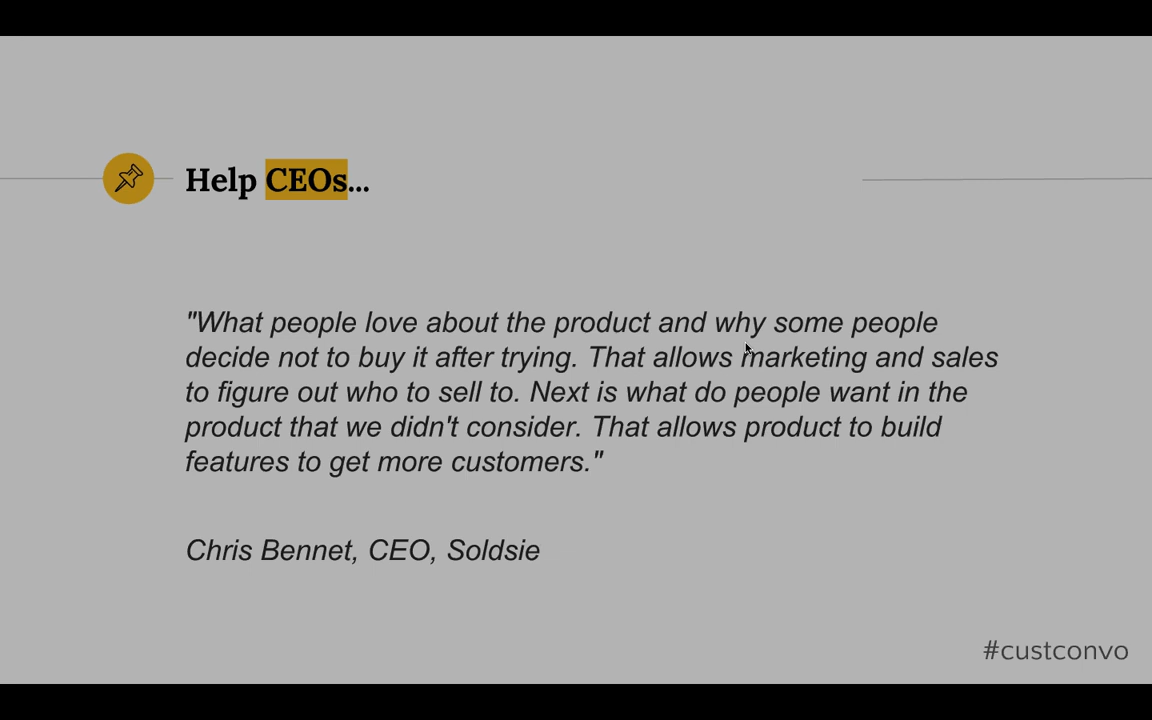 Help CEOs...
"What people love about the product and why some people
decide not to buy it after trying. That allows marketing and sales
to figure out who to sell to. Next is what do people want in the
product that we didn't consider. That allows product to build
features to get more customers."
Chris Bennet, CEO, Soldsie
#custconvo